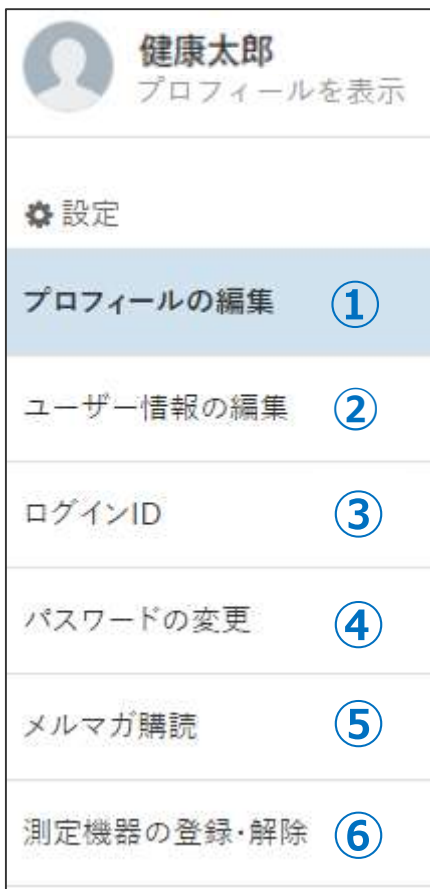 健康太郎
プロフィールを表示
設定
プロフィールの編集 ①
ユーザー情報の編集 ②
ログインID ③
パスワードの変更 ④
メルマガ購読 ⑤
測定機器の登録・解除 ⑥